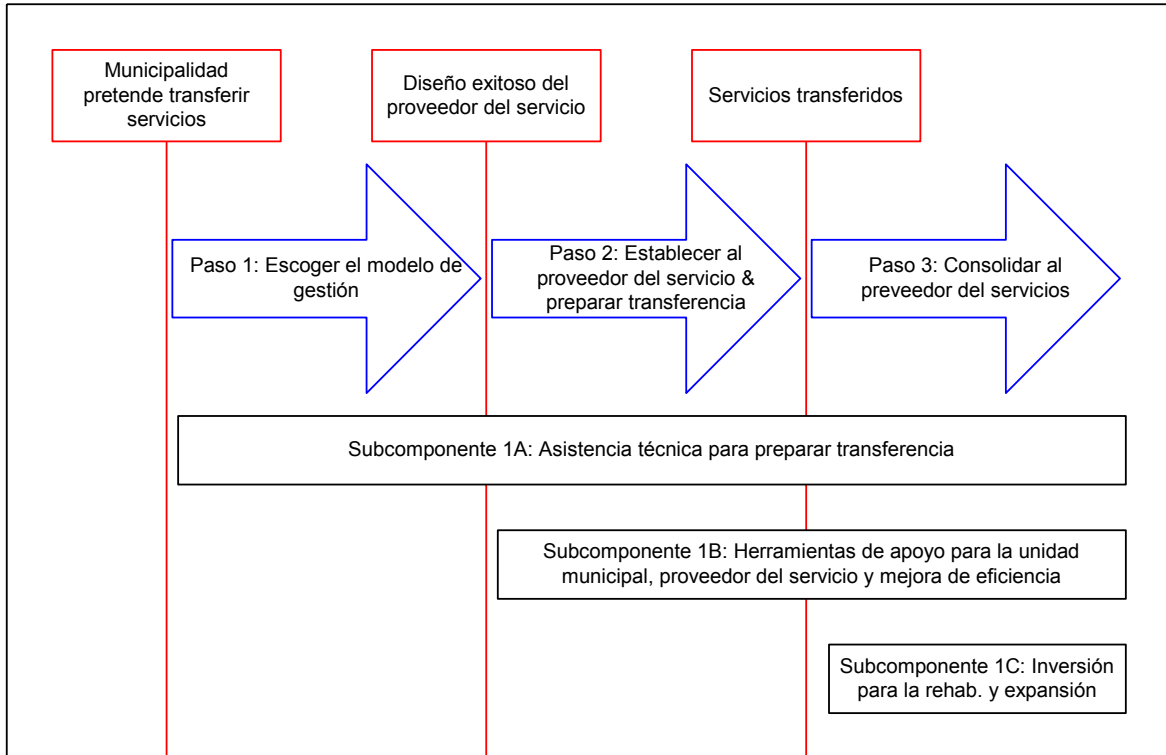 Municipalidad
pretende transferir
servicios
Diseño exitoso del
proveedor del servicio
Servicios transferidos
Paso 1: Escoger el modelo de
gestión
Paso 2: Establecer al
proveedor del servicio &
preparar transferencia
Paso 3: Consolidar al
preveedor del servicios
Subcomponente 1A: Asistencia técnica para preparar transferencia
Subcomponente 1B: Herramientas de apoyo para la unidad
municipal, proveedor del servicio y mejora de eficiencia
Subcomponente 1C: Inversión
para la rehab. y expansión